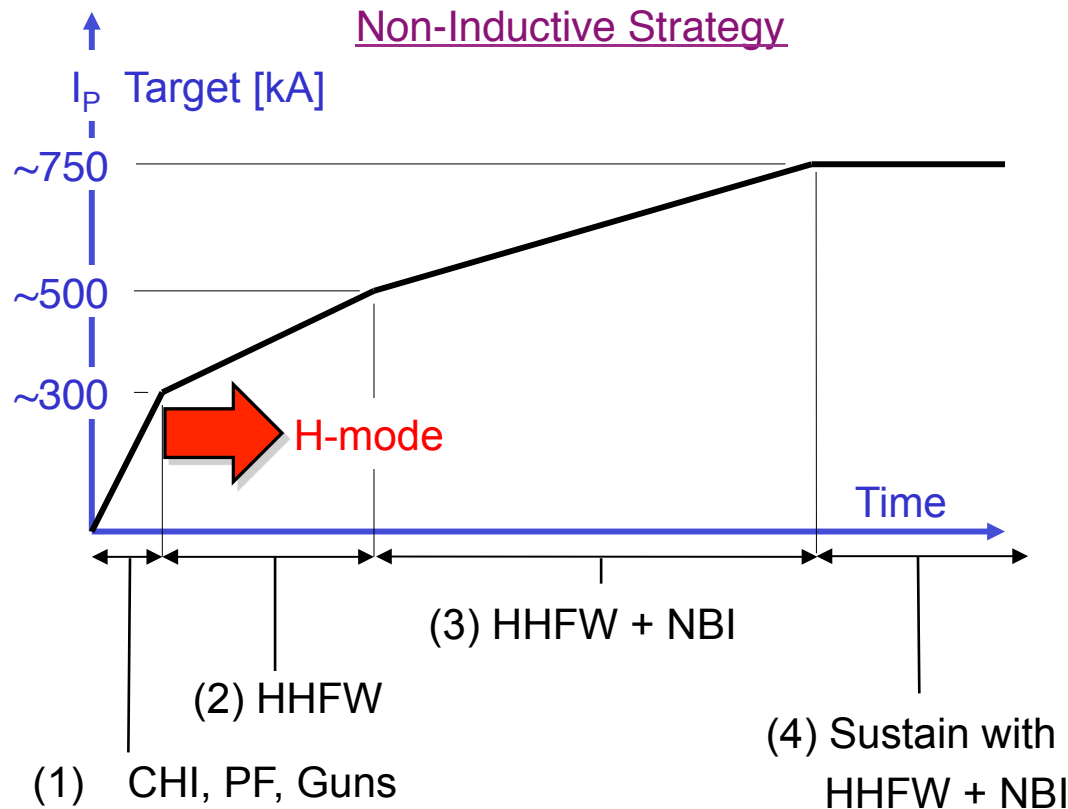 Non-Inductive Strategy
I_P Target [kA]
~750
~500
~300
H-mode
Time
(3) HHFW + NBI
(2) HHFW
(4) Sustain with
HHFW + NBI
(1) CHI, PF, Guns